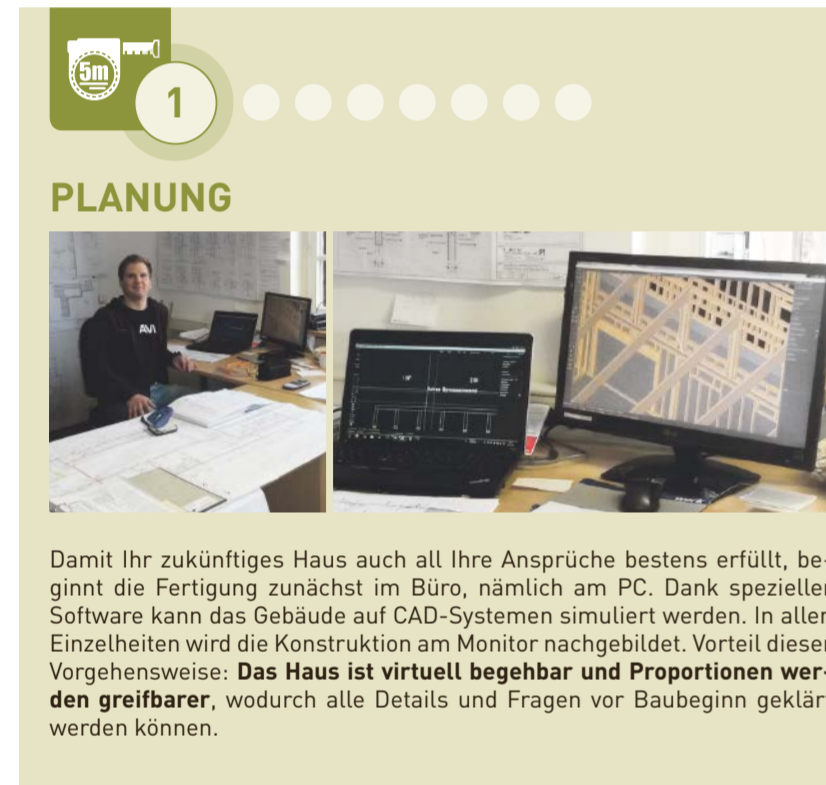 5m
1
PLANUNG
AVI
Damit Ihr zukünftiges Haus auch all Ihre Ansprüche bestens erfüllt, be-
ginnt die Fertigung zunächst im Büro, nämlich am PC. Dank spezieller
Software kann das Gebäude auf CAD-Systemen simuliert werden. In allen
Einzelheiten wird die Konstruktion am Monitor nachgebildet. Vorteil dieser
Vorgehensweise: Das Haus ist virtuell begehbar und Proportionen wer-
den greifbarer, wodurch alle Details und Fragen vor Baubeginn geklärt
werden können.